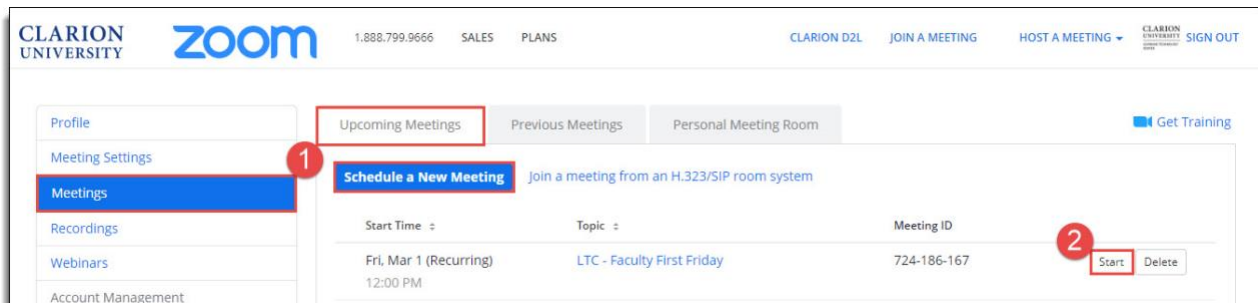 CLARION
UNIVERSITY
zoom
1.888.799.9666 SALES PLANS
CLARION D2L JOIN A MEETING HOST A MEETING
CLARION
UNIVERSITY
SIGN OUT
Profile
Meeting Settings
Meetings
Recordings
Webinars
Account Management
Upcoming Meetings Previous Meetings Personal Meeting Room
Get Training
1
Schedule a New Meeting Join a meeting from an H.323/SIP room system
Start Time Topic Meeting ID
2
Fri, Mar 1 (Recurring) LTC - Faculty First Friday 724-186-167 Start Delete
12:00 PM